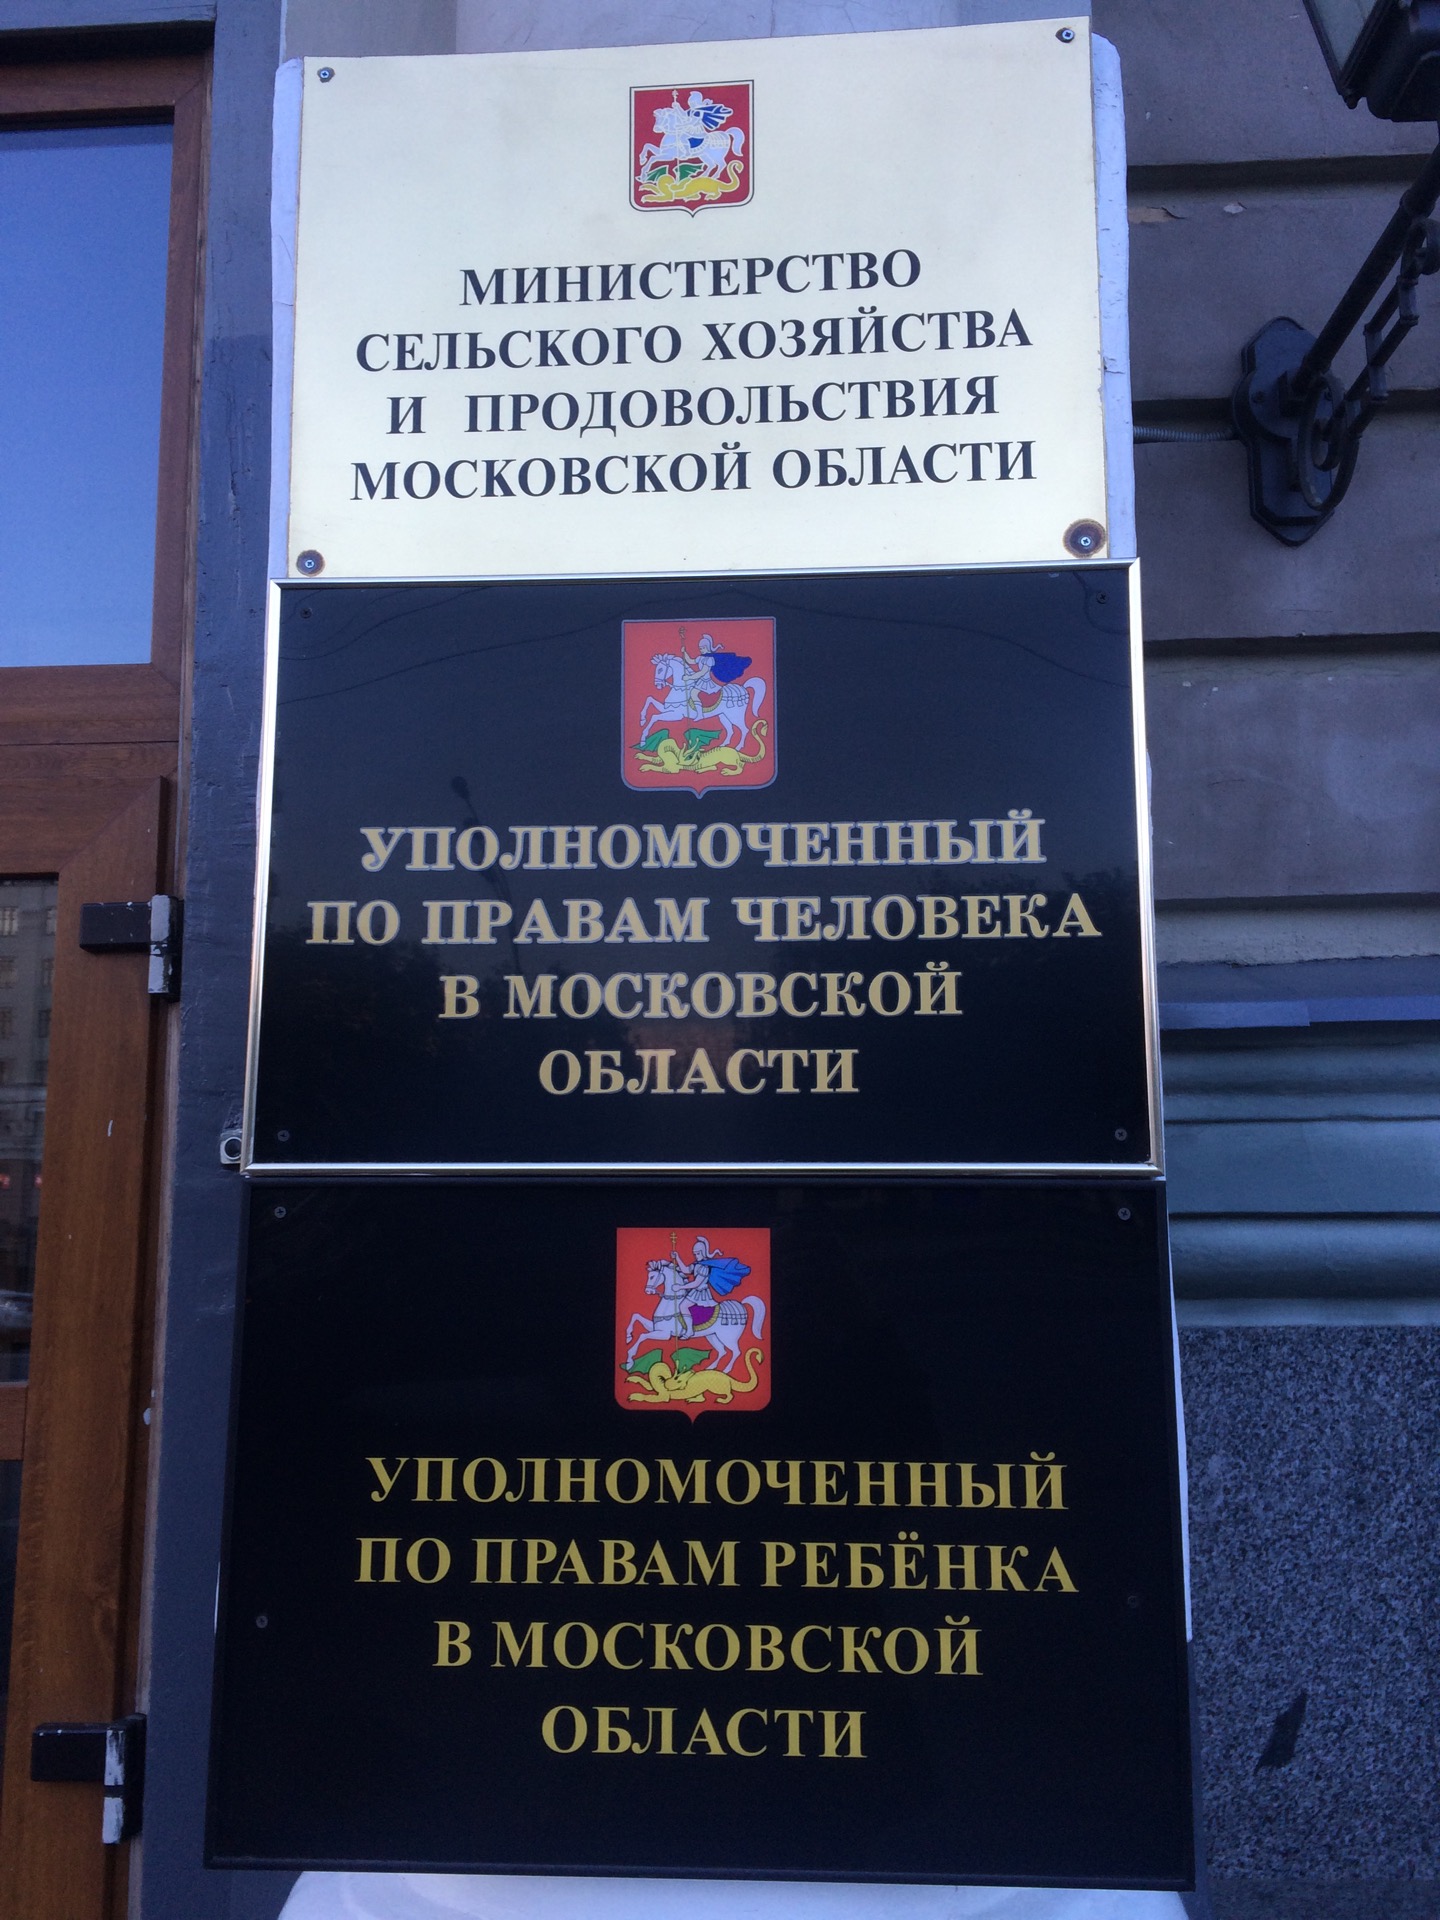 МИНИСТЕРСТВО
СЕЛЬСКОГО ХОЗЯЙСТВА
И ПРОДОВОЛЬСТВИЯ
МОСКОВСКОЙ ОБЛАСТИ
УПОЛНОМОЧЕННЫЙ
ПО ПРАВАМ ЧЕЛОВЕКА
В МОСКОВСКОЙ
ОБЛАСТИ
УПОЛНОМОЧЕННЫЙ
ПО ПРАВАМ РЕБЁНКА
В МОСКОВСКОЙ
ОБЛАСТИ